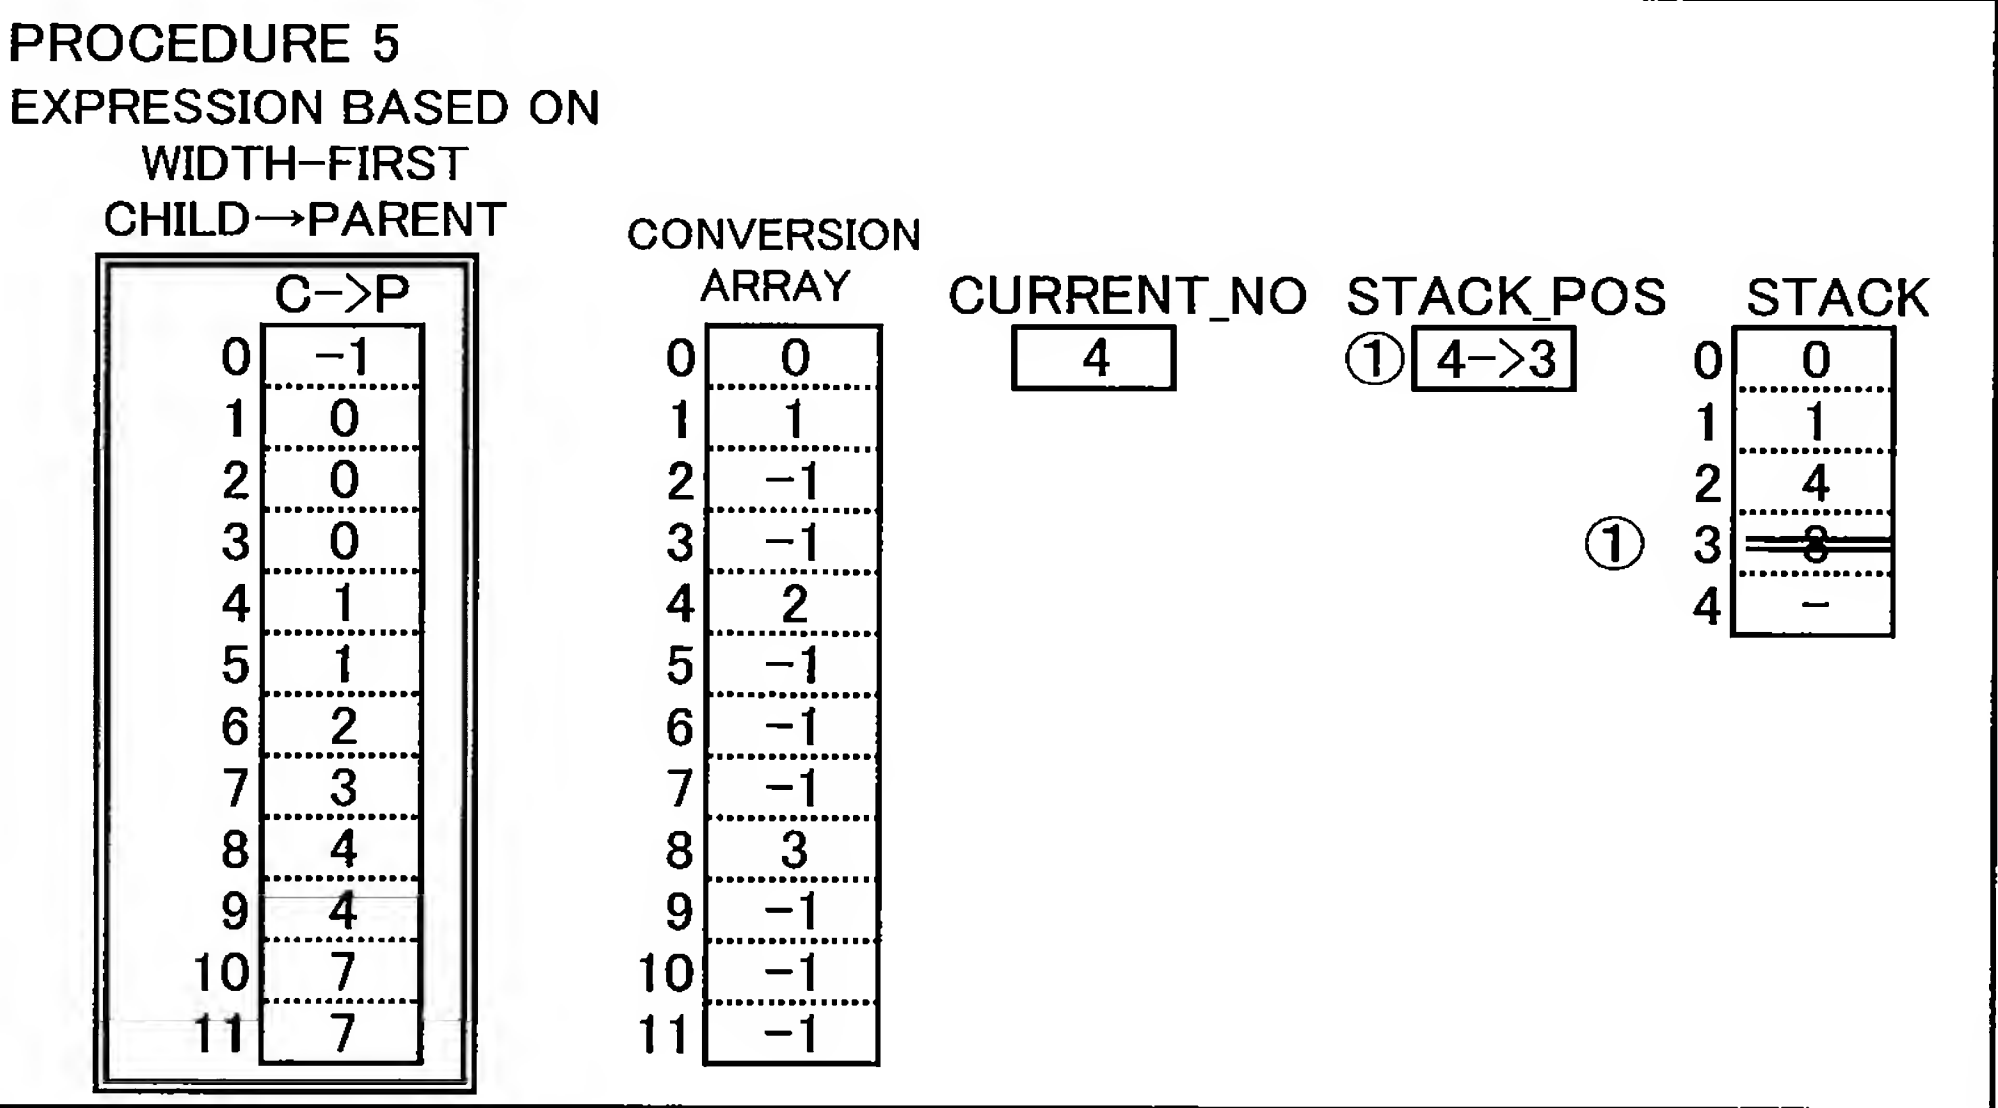 PROCEDURE 5
EXPRESSION BASED ON
WIDTH-FIRST
CHILD→PARENT
C->P
0 -1
1 0
2 0
3 0
4 1
5 1
6 2
7 3
8 4
9 4
10 7
11 7
CONVERSION
ARRAY
0 0
1 1
2 -1
3 -1
4 2
5 -1
6 -1
7 -1
8 3
9 -1
10 -1
11 -1
CURRENT_NO
4
STACK_POS
① 4->3
STACK
0 0
1 1
2 4
① 3 8
4 -